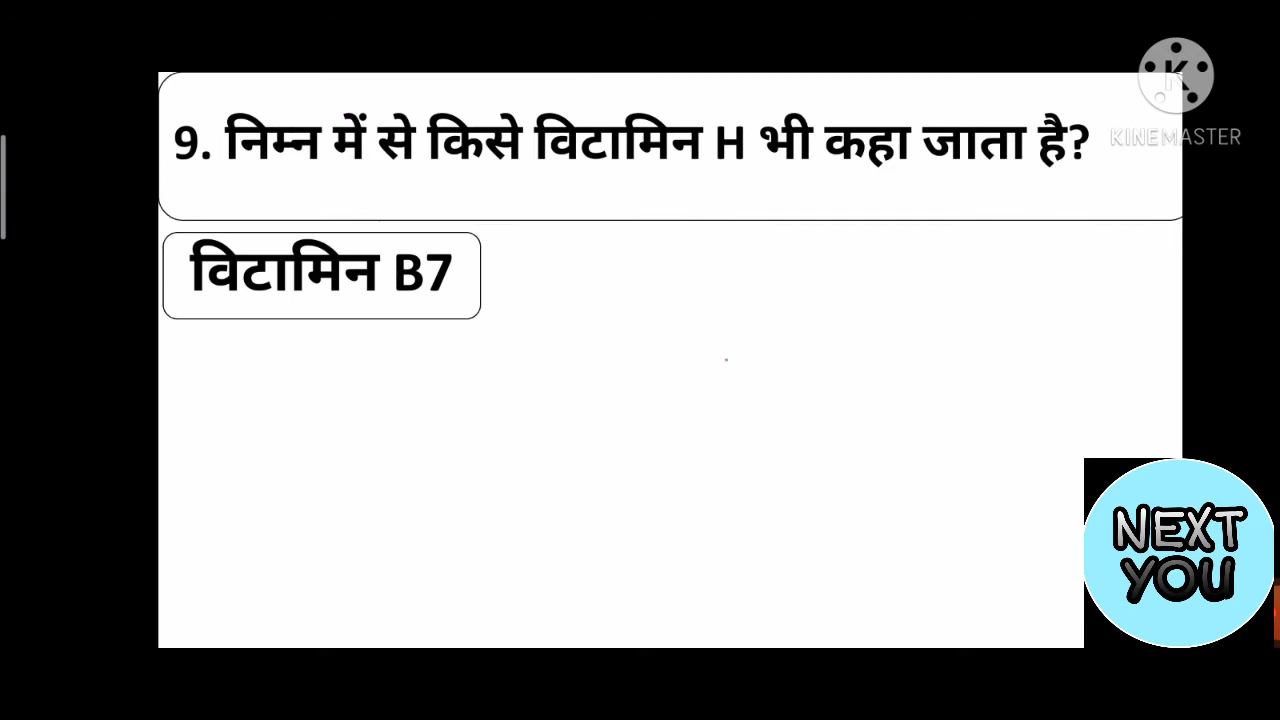 KINEMASTER
9. निम्न में से किसे विटामिन H भी कहा जाता है?
विटामिन B7
NEXT
YOU